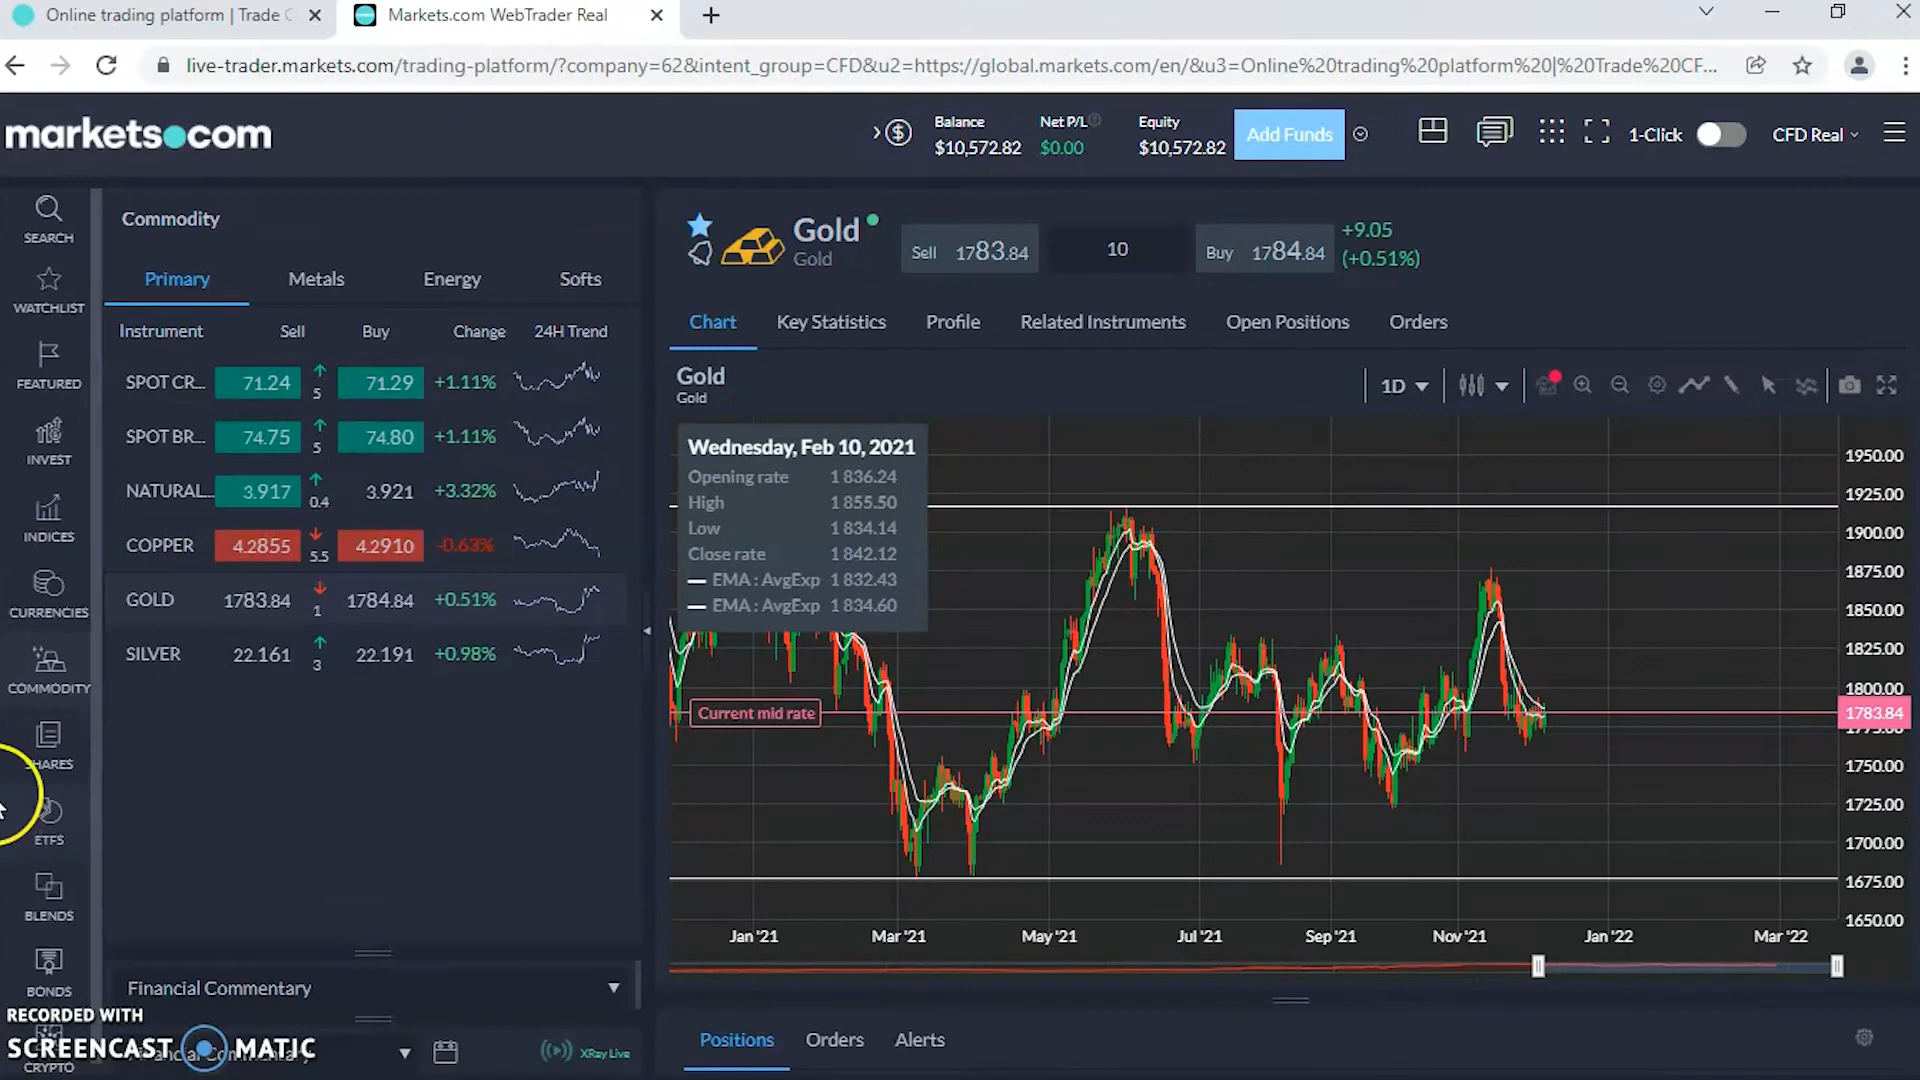 Online trading platform | Trade C
Markets.com WebTrader Real
live-trader.markets.com/trading-platform/?company=62&intent_group=CFD&u2=https://global.markets.com/en/&u3=Online%20trading%20platform%20|%20Trade%20CF...
markets.com
Balance
$10,572.82
Net P/L
$0.00
Equity
$10,572.82
Add Funds
1-Click
CFD Real
SEARCH
WATCHLIST
FEATURED
INVEST
INDICES
CURRENCIES
COMMODITY
SHARES
ETFS
BLENDS
BONDS
CRYPTO
Commodity
Primary Metals Energy Softs
Instrument Sell Buy Change 24H Trend
SPOT CR... 71.24 5 71.29 +1.11%
SPOT BR... 74.75 5 74.80 +1.11%
NATURAL... 3.917 0.4 3.921 +3.32%
COPPER 4.2855 5.5 4.2910 -0.63%
GOLD 1783.84 1 1784.84 +0.51%
SILVER 22.161 3 22.191 +0.98%
Financial Commentary
XRay Live
RECORDED WITH
SCREENCAST MATIC
Gold
Gold
Sell 1783.84
10
Buy 1784.84
+9.05
(+0.51%)
Chart Key Statistics Profile Related Instruments Open Positions Orders
Gold
Gold
1D
Wednesday, Feb 10, 2021
Opening rate 1 836.24
High 1 855.50
Low 1 834.14
Close rate 1 842.12
EMA : AvgExp 1 832.43
EMA : AvgExp 1 834.60
Current mid rate
1950.00
1925.00
1900.00
1875.00
1850.00
1825.00
1800.00
1783.84
1775.00
1750.00
1725.00
1700.00
1675.00
1650.00
Jan '21 Mar '21 May '21 Jul '21 Sep '21 Nov '21 Jan '22 Mar '22
Positions Orders Alerts